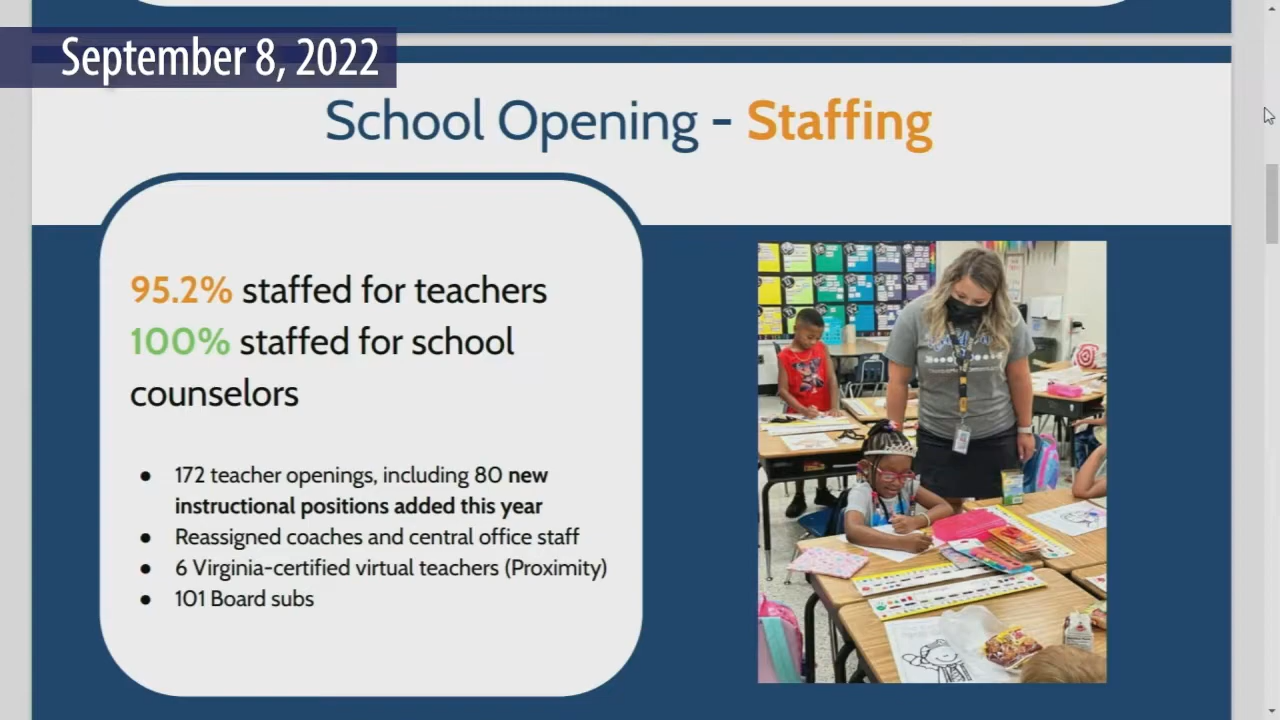 September 8, 2022
School Opening - Staffing
95.2% staffed for teachers
100% staffed for school
counselors
● 172 teacher openings, including 80 new
instructional positions added this year
● Reassigned coaches and central office staff
● 6 Virginia-certified virtual teachers (Proximity)
● 101 Board subs